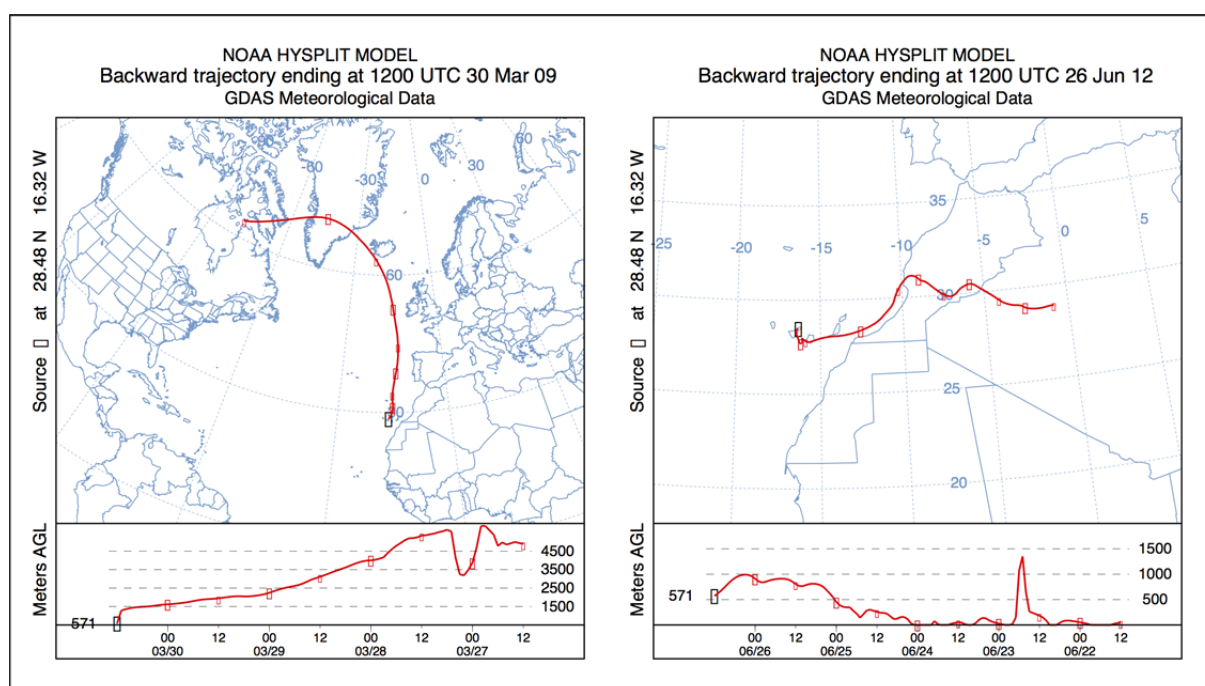 NOAA HYSPLIT MODEL
Backward trajectory ending at 1200 UTC 30 Mar 09
GDAS Meteorological Data
Source at 28.48 N 16.32 W
60
-60
-30
0
30
60
Meters AGL
571
4500
3500
2500
1500
00 12 00 12 00 12 00 12
03/30 03/29 03/28 03/27
NOAA HYSPLIT MODEL
Backward trajectory ending at 1200 UTC 26 Jun 12
GDAS Meteorological Data
Source at 28.48 N 16.32 W
35
5
0
-5
-10
-15
-20
-25
30
25
20
Meters AGL
571
1500
1000
500
00 12 00 12 00 12 00 12 00 12
06/26 06/25 06/24 06/23 06/22